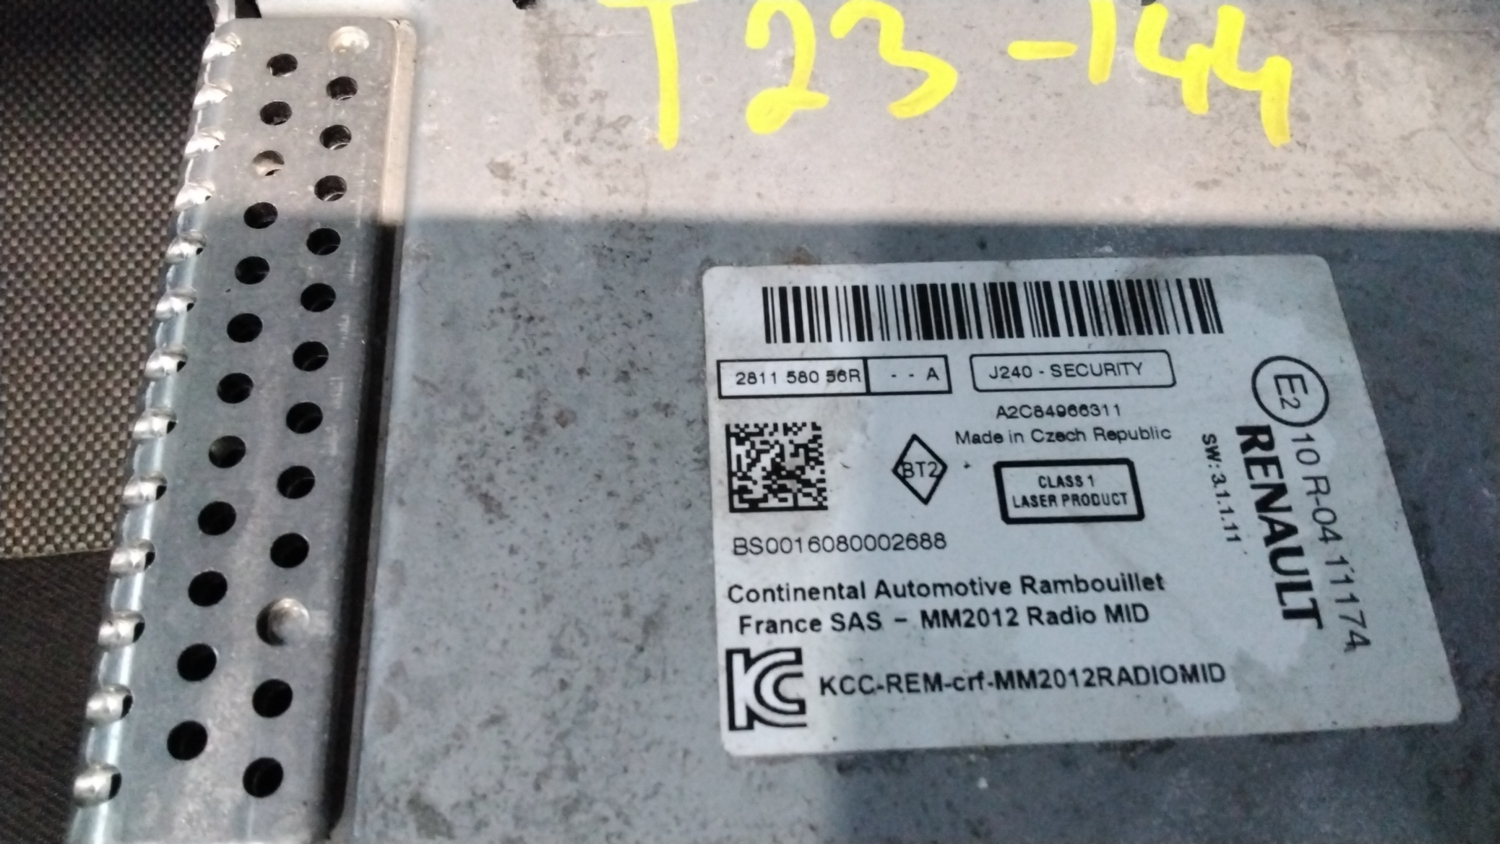 T23-144
2811 580 56R - - A
J240 - SECURITY
A2C84966311
Made in Czech Republic
BT2
CLASS 1
LASER PRODUCT
BS0016080002688
Continental Automotive Rambouillet
France SAS - MM2012 Radio MID
KC KCC-REM-crf-MM2012RADIOMID
E2 10 R-04 11174
RENAULT
SW: 3.1.1.11